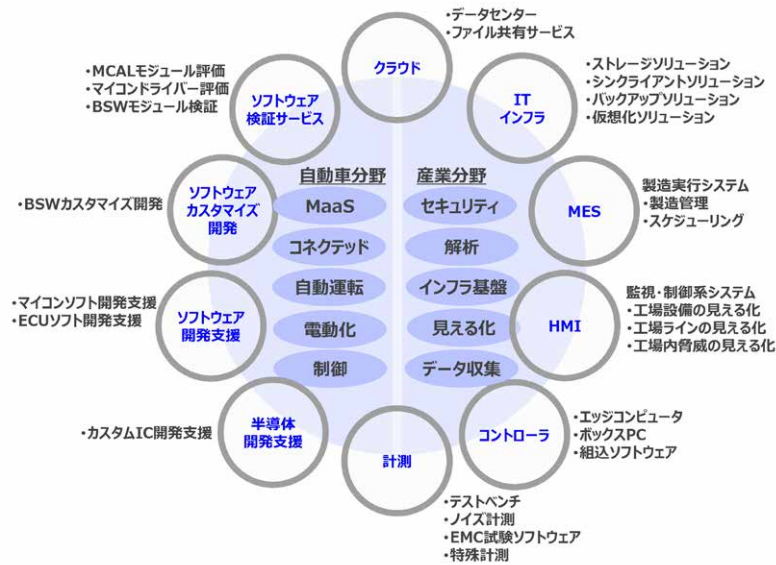 クラウド
・データセンター
・ファイル共有サービス
IT
インフラ
・ストレージソリューション
・シンクライアントソリューション
・バックアップソリューション
・仮想化ソリューション
MES
製造実行システム
・製造管理
・スケジューリング
HMI
監視・制御系システム
・工場設備の見える化
・工場ラインの見える化
・工場内脅威の見える化
コントローラ
・エッジコンピュータ
・ボックスPC
・組込ソフトウェア
計測
・テストベンチ
・ノイズ計測
・EMC試験ソフトウェア
・特殊計測
半導体
開発支援
・カスタムIC開発支援
ソフトウェア
開発支援
・マイコンソフト開発支援
・ECUソフト開発支援
ソフトウェア
カスタマイズ
開発
・BSWカスタマイズ開発
ソフトウェア
検証サービス
・MCALモジュール評価
・マイコンドライバー評価
・BSWモジュール検証
自動車分野
MaaS
コネクテッド
自動運転
電動化
制御
産業分野
セキュリティ
解析
インフラ基盤
見える化
データ収集